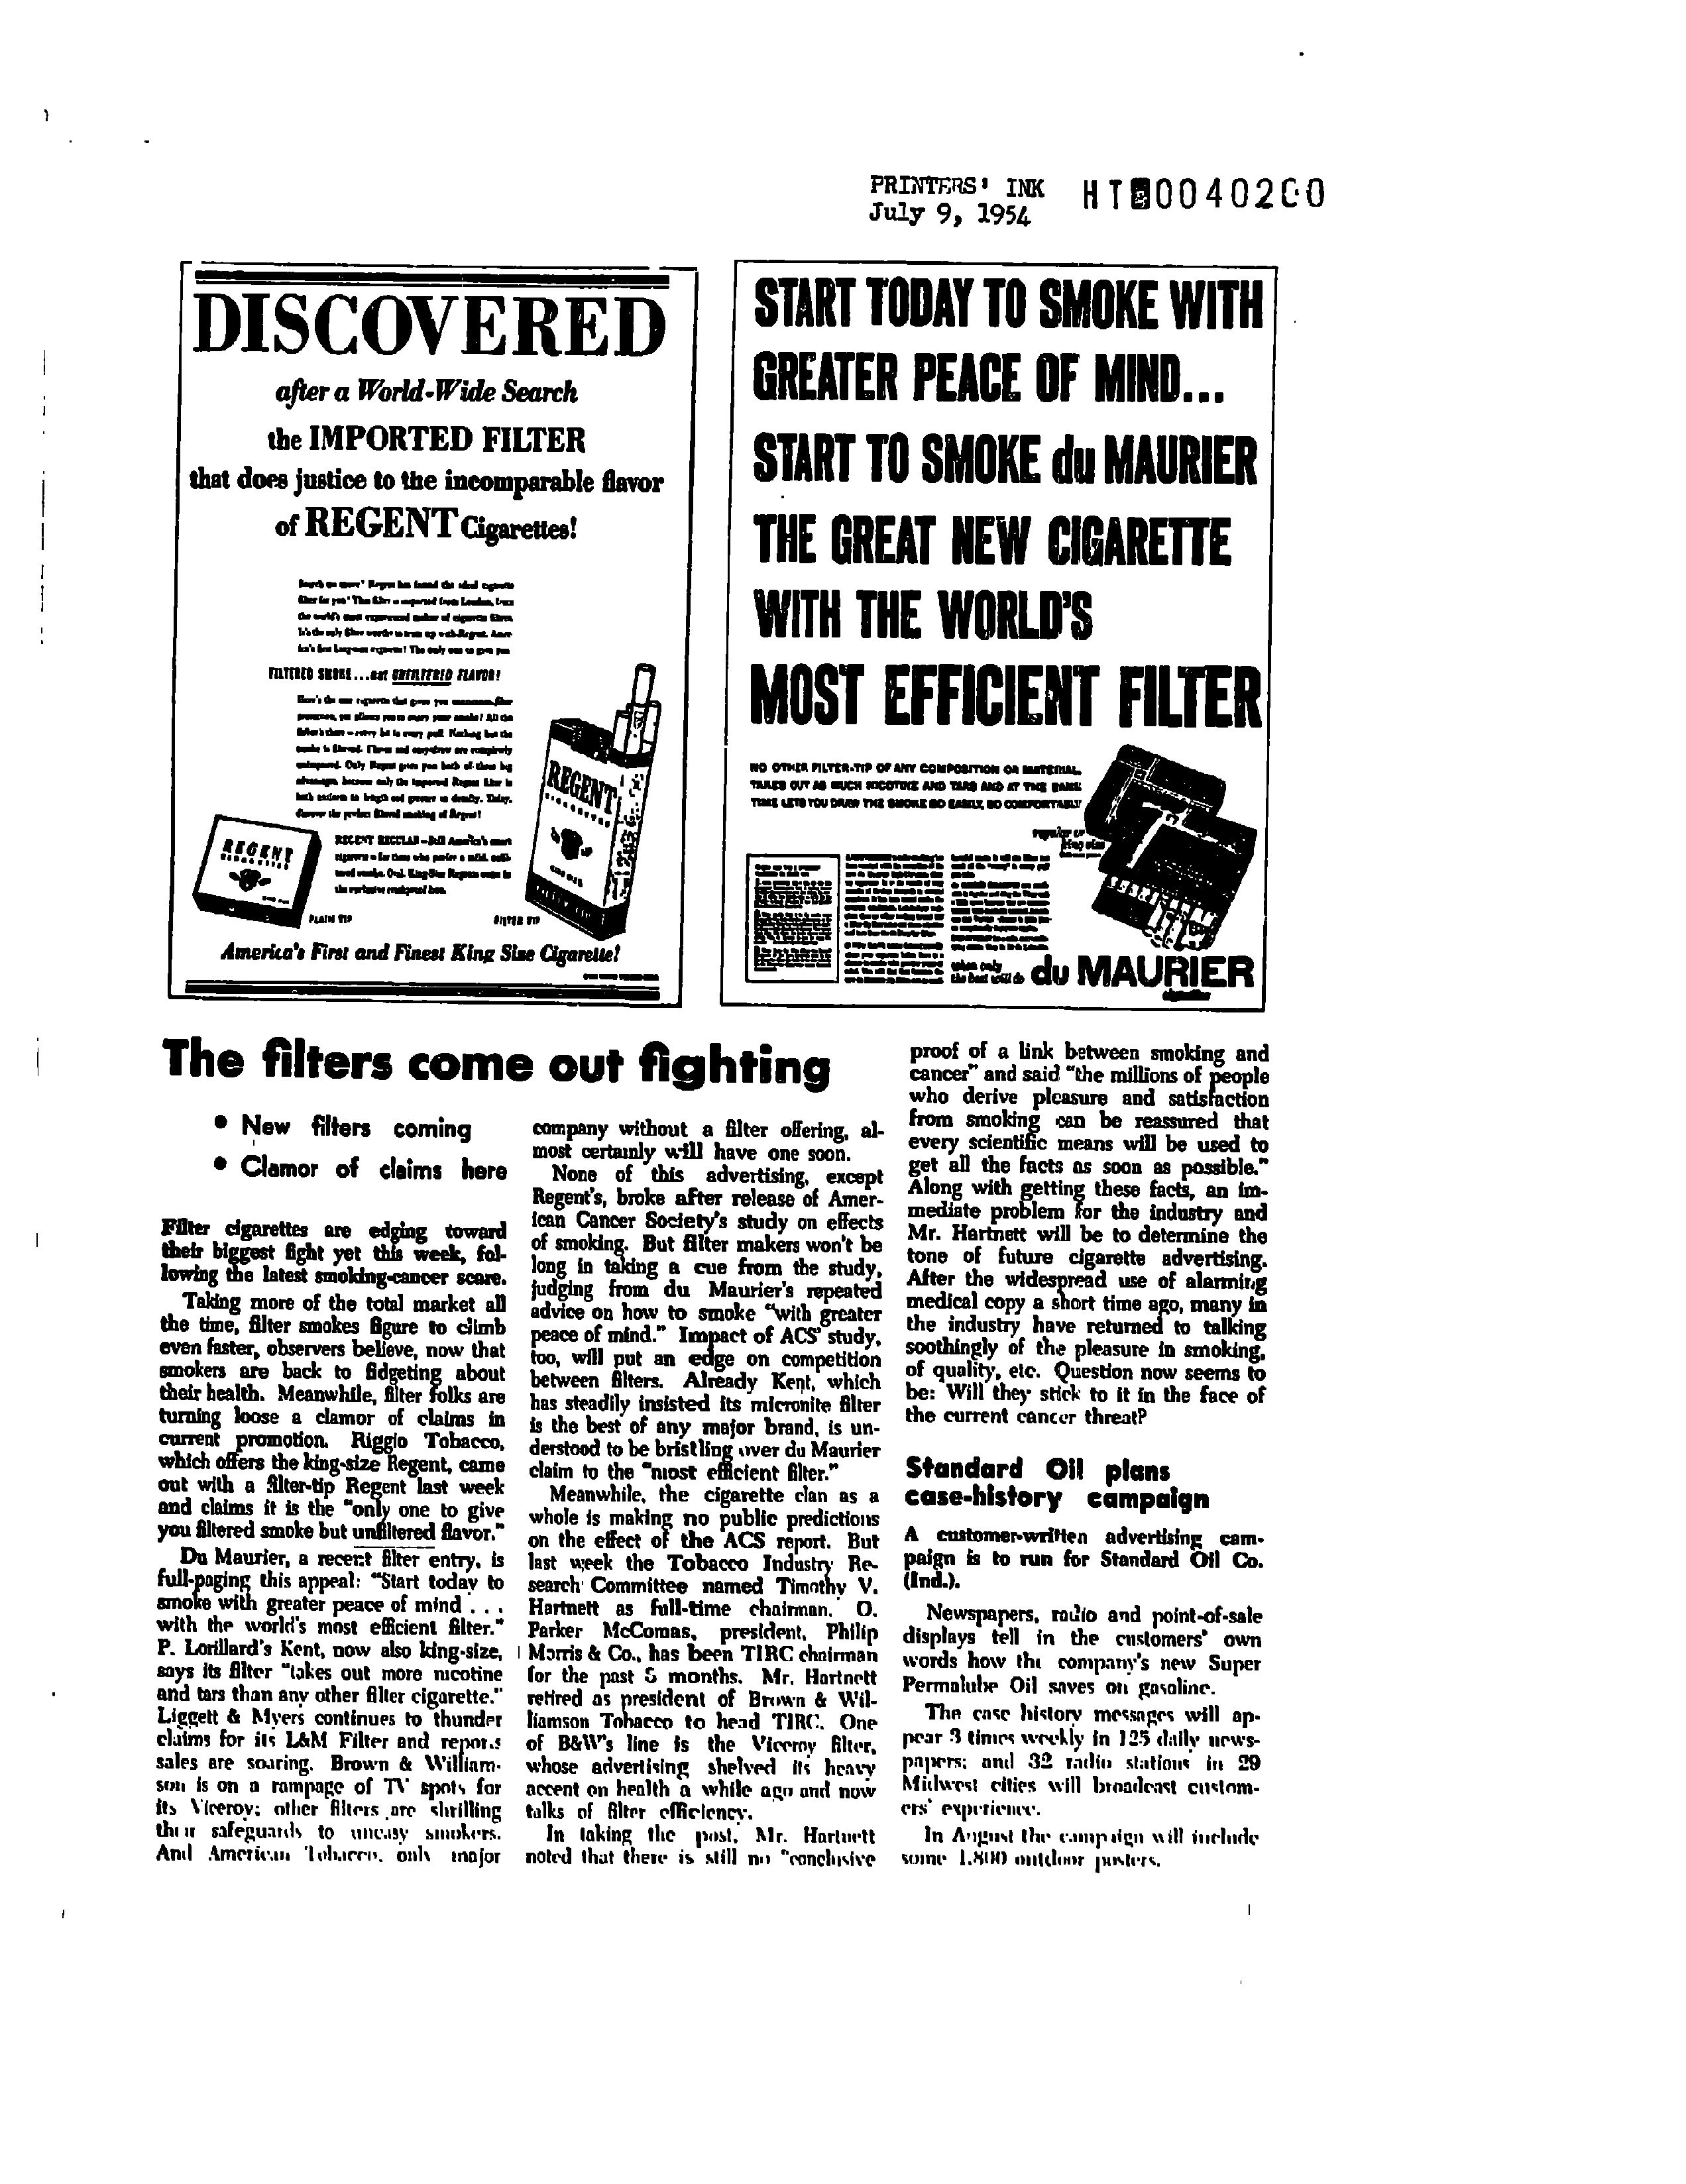 PRINTERS' INK
July 9, 1954
DISCOVERED
after a World-Wide Search
the IMPORTED FILTER
that does justice to the incomparable flavor
of REGENT Cigarettes!
FILTERED SMOKE...not UNFILTERED FLAVOR!
REGENT
REGENT
PLAIN TIP
FILTER TIP
America's First and Finest King Size Cigarette!
START TODAY TO SMOKE WITH
GREATER PEACE OF MIND...
START TO SMOKE du MAURIER
THE GREAT NEW CIGARETTE
WITH THE WORLD'S
MOST EFFICIENT FILTER
NO OTHER FILTER-TIP OF ANY COMPOSITION OR MATERIAL,
TAKES OUT AS MUCH NICOTINE AND TARS AND AT THE SAME
TIME LETS YOU DRAW THE SMOKE SO EASILY, SO COMFORTABLY
when only
the best will do du MAURIER
The filters come out fighting
• New filters coming
• Clamor of claims here
Filter cigarettes are edging toward
their biggest fight yet this week, fol-
lowing the latest smoking-cancer scare.
Taking more of the total market all
the time, filter smokes figure to climb
even faster, observers believe, now that
smokers are back to fidgeting about
their health. Meanwhile, filter folks are
turning loose a clamor of claims in
current promotion. Riggio Tobacco,
which offers the king-size Regent, came
out with a filter-tip Regent last week
and claims it is the "only one to give
you filtered smoke but unfiltered flavor."
Du Maurier, a recent filter entry, is
full-paging this appeal: "Start today to
smoke with greater peace of mind . . .
with the world's most efficient filter."
P. Lorillard's Kent, now also king-size,
says its filter "takes out more nicotine
and tars than any other filter cigarette."
Liggett & Myers continues to thunder
claims for its L&M Filter and reports
sales are soaring. Brown & William-
son is on a rampage of TV spots for
its Viceroy; other filters are shrilling
their safeguards to uneasy smokers.
And American Tobacco, only major
company without a filter offering, al-
most certainly will have one soon.
None of this advertising, except
Regent's, broke after release of Amer-
ican Cancer Society's study on effects
of smoking. But filter makers won't be
long in taking a cue from the study,
judging from du Maurier's repeated
advice on how to smoke "with greater
peace of mind." Impact of ACS' study,
too, will put an edge on competition
between filters. Already Kent, which
has steadily insisted its micronite filter
is the best of any major brand, is un-
derstood to be bristling over du Maurier
claim to the "most efficient filter."
Meanwhile, the cigarette clan as a
whole is making no public predictions
on the effect of the ACS report. But
last week the Tobacco Industry Re-
search Committee named Timothy V.
Hartnett as full-time chairman. O.
Parker McComas, president, Philip
Morris & Co., has been TIRC chairman
for the past 5 months. Mr. Hartnett
retired as president of Brown & Wil-
liamson Tobacco to head TIRC. One
of B&W's line is the Viceroy filter,
whose advertising shelved its heavy
accent on health a while ago and now
talks of filter efficiency.
In taking the post, Mr. Hartnett
noted that there is still no "conclusive
proof of a link between smoking and
cancer" and said "the millions of people
who derive pleasure and satisfaction
from smoking can be reassured that
every scientific means will be used to
get all the facts as soon as possible."
Along with getting these facts, an im-
mediate problem for the industry and
Mr. Hartnett will be to determine the
tone of future cigarette advertising.
After the widespread use of alarming
medical copy a short time ago, many in
the industry have returned to talking
soothingly of the pleasure in smoking,
of quality, etc. Question now seems to
be: Will they stick to it in the face of
the current cancer threat?
Standard Oil plans
case-history campaign
A customer-written advertising cam-
paign is to run for Standard Oil Co.
(Ind.).
Newspapers, radio and point-of-sale
displays tell in the customers' own
words how the company's new Super
Permalube Oil saves on gasoline.
The case history messages will ap-
pear 3 times weekly in 125 daily news-
papers; and 32 radio stations in 29
Midwest cities will broadcast custom-
ers' experience.
In August the campaign will include
some 1,800 outdoor posters.